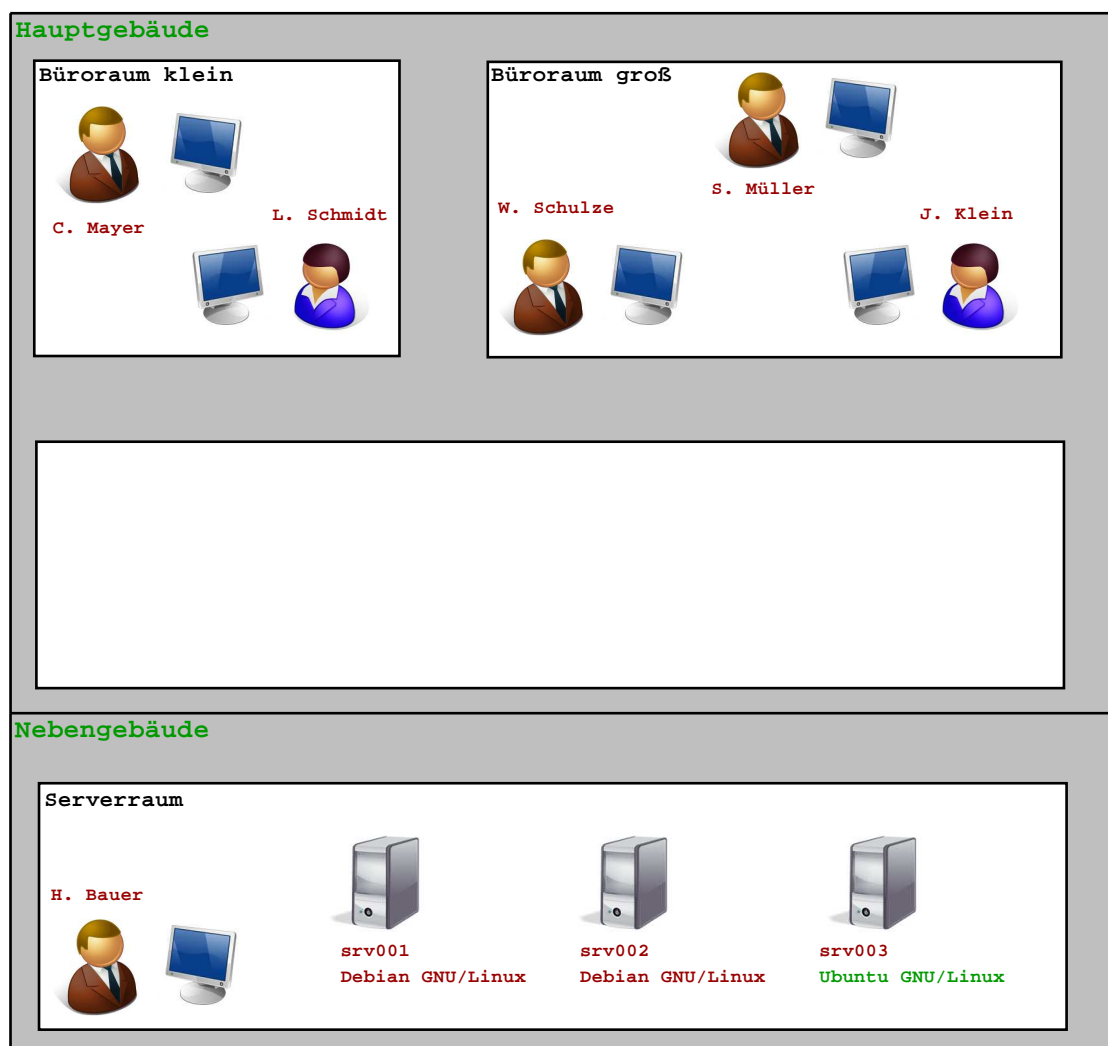 Hauptgebäude
Büroraum klein
C. Mayer
L. Schmidt
Büroraum groß
S. Müller
W. Schulze
J. Klein
Nebengebäude
Serverraum
H. Bauer
srv001
Debian GNU/Linux
srv002
Debian GNU/Linux
srv003
Ubuntu GNU/Linux